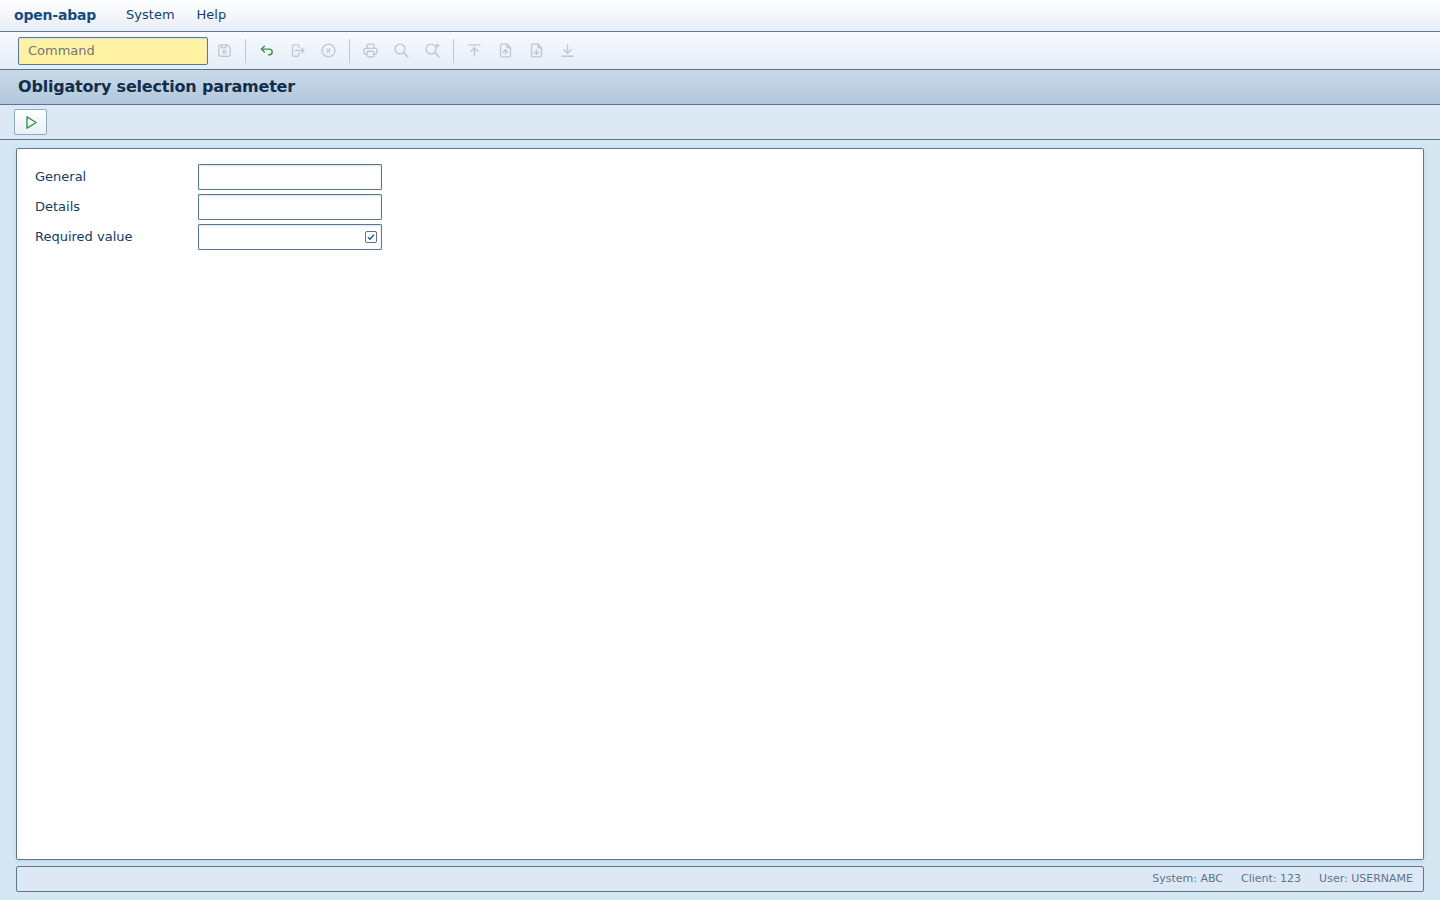 open-abap System Help
Command
Obligatory selection parameter
General
Details
Required value
System: ABC Client: 123 User: USERNAME